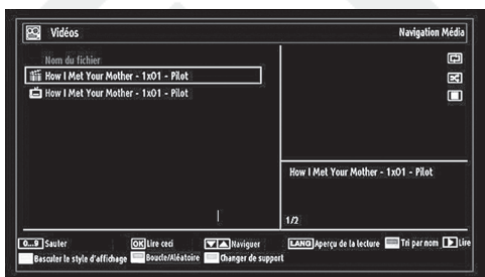 Vidéos
Navigation Média
Nom du fichier
How I Met Your Mother - 1x01 - Pilot
How I Met Your Mother - 1x01 - Pilot
How I Met Your Mother - 1x01 - Pilot
1/2
0...9 Sauter OK Lire ceci Naviguer LANG Aperçu de la lecture Tri par nom Lire
Basculer le style d'affichage Boucle/Aléatoire Changer de support